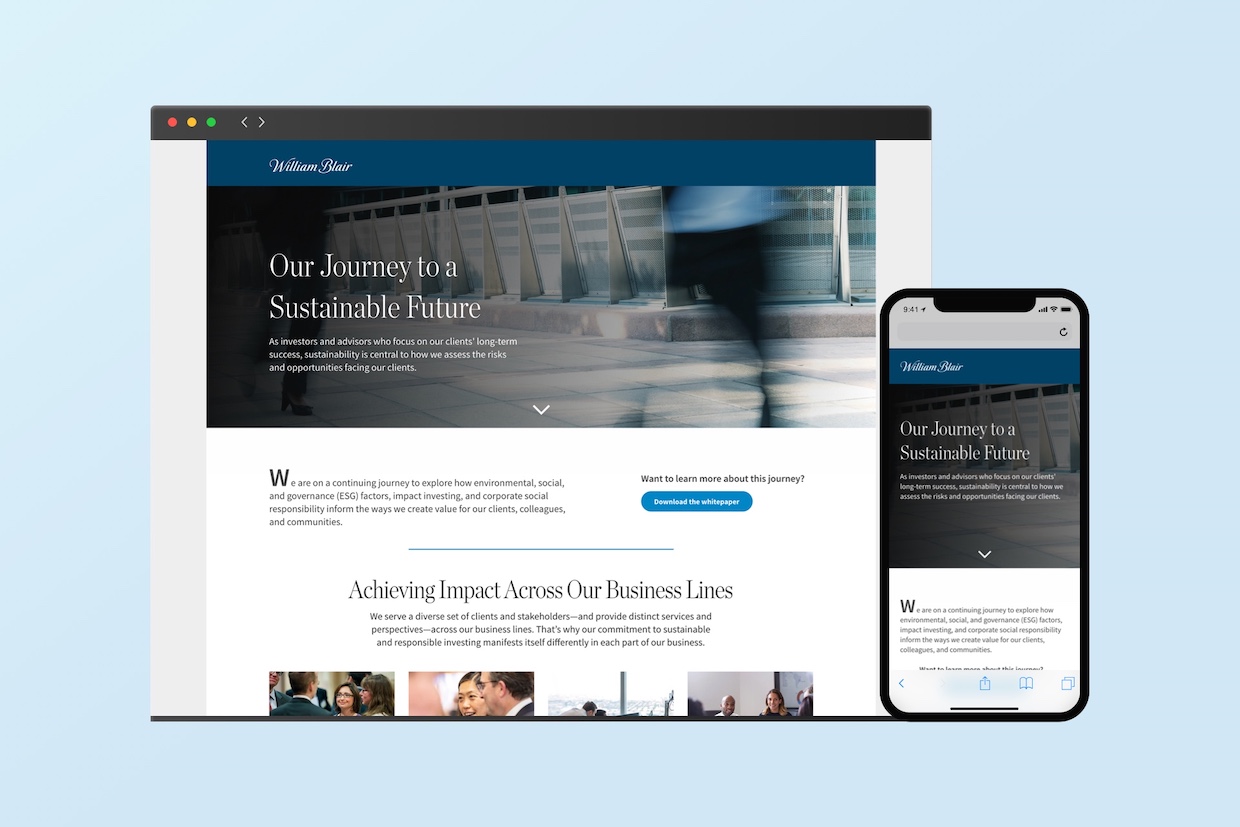 William Blair
Our Journey to a
Sustainable Future
As investors and advisors who focus on our clients' long-term
success, sustainability is central to how we assess the risks
and opportunities facing our clients.
We are on a continuing journey to explore how environmental, social,
and governance (ESG) factors, impact investing, and corporate social
responsibility inform the ways we create value for our clients, colleagues,
and communities.
Want to learn more about this journey?
Download the whitepaper
Achieving Impact Across Our Business Lines
We serve a diverse set of clients and stakeholders—and provide distinct services and
perspectives—across our business lines. That's why our commitment to sustainable
and responsible investing manifests itself differently in each part of our business.
9:41
William Blair
Our Journey to a
Sustainable Future
As investors and advisors who focus on our clients'
long-term success, sustainability is central to how we
assess the risks and opportunities facing our clients.
We are on a continuing journey to explore how
environmental, social, and governance (ESG) factors,
impact investing, and corporate social responsibility
inform the ways we create value for our clients,
colleagues, and communities.
Want to learn more about this journey?